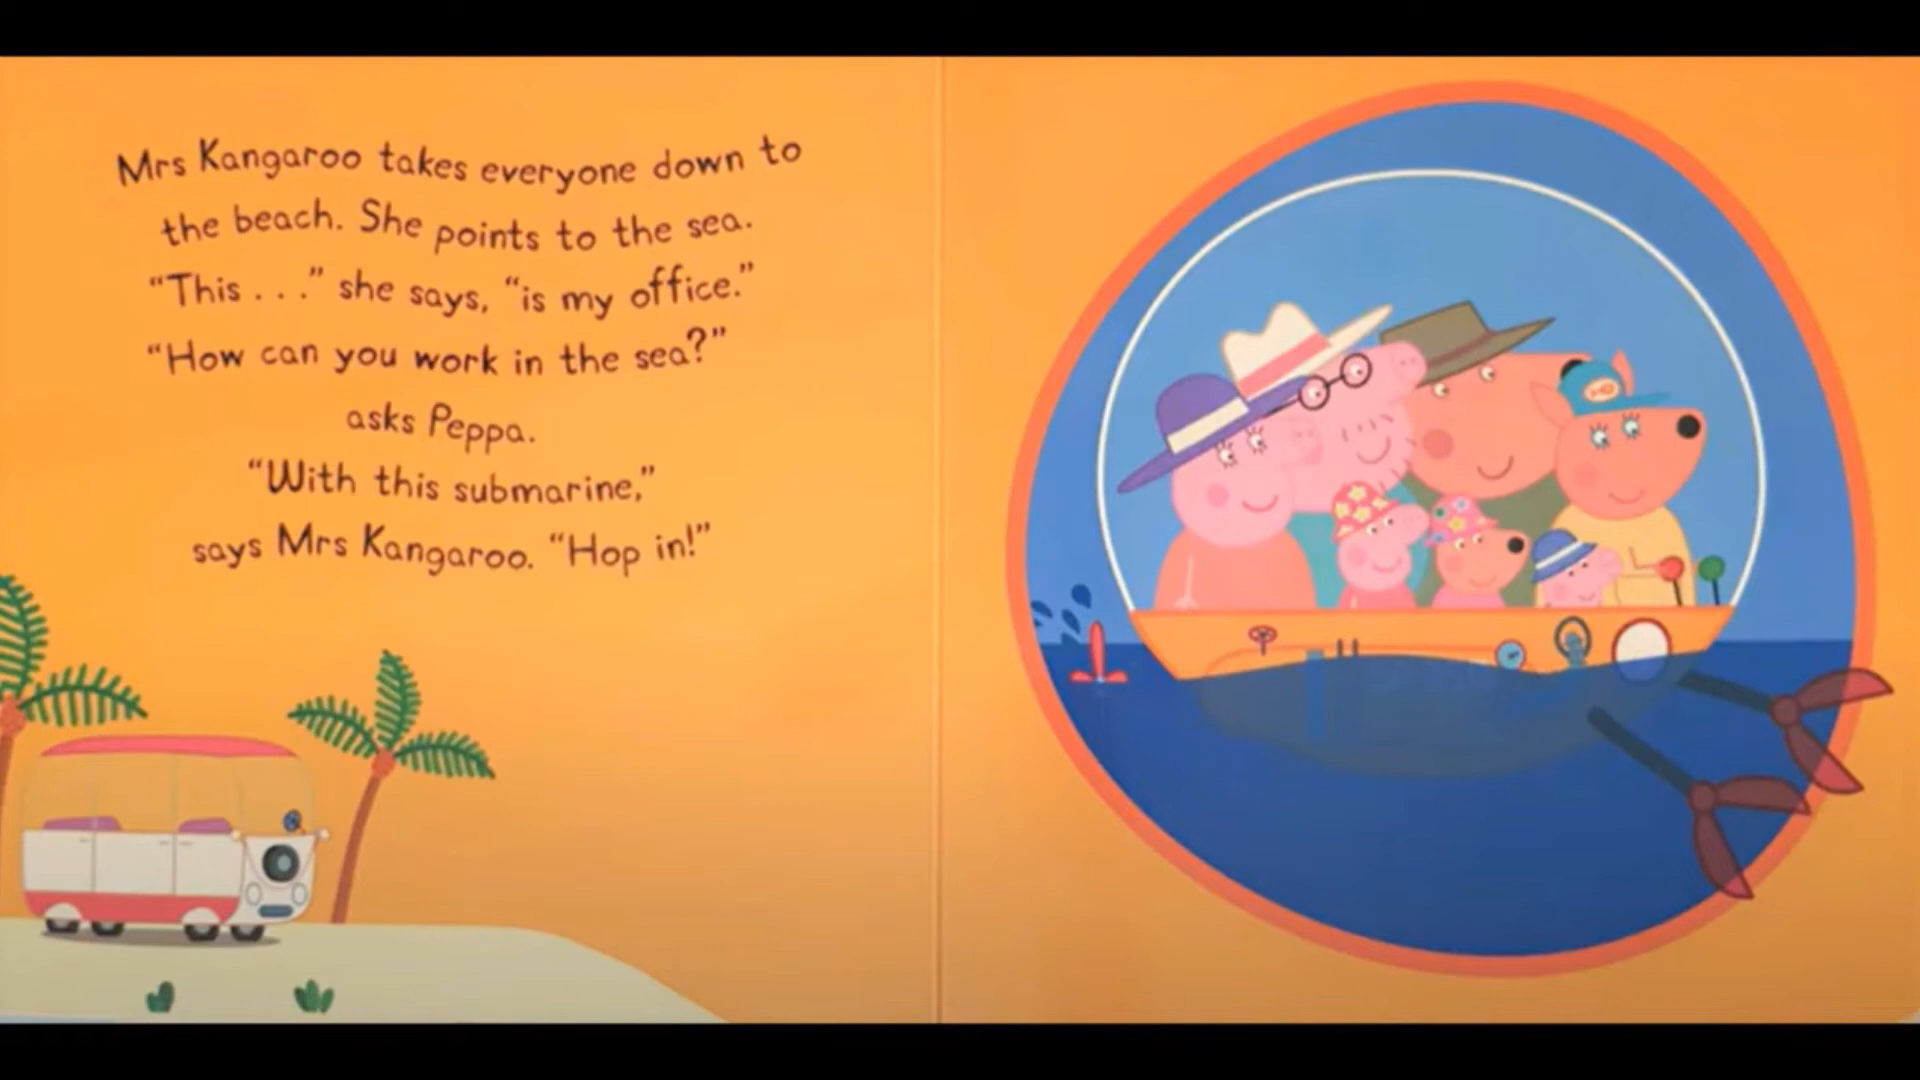 Mrs Kangaroo takes everyone down to
the beach. She points to the sea.
“This . . .” she says, “is my office.”
“How can you work in the sea?”
asks Peppa.
“With this submarine,”
says Mrs Kangaroo. “Hop in!”